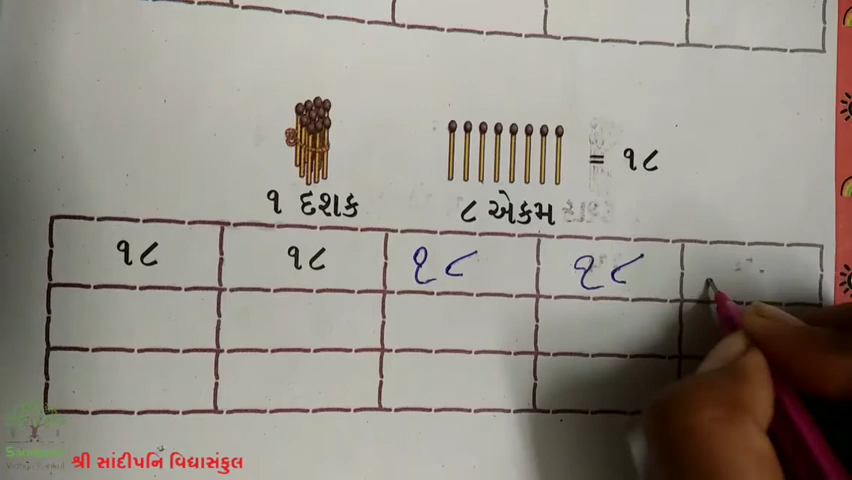 = ૧૮
૧ દશક ૮ એકમ
૧૮ ૧૮ ૧૮ ૧૮
શ્રી સાંદીપનિ વિદ્યાસંકુલ